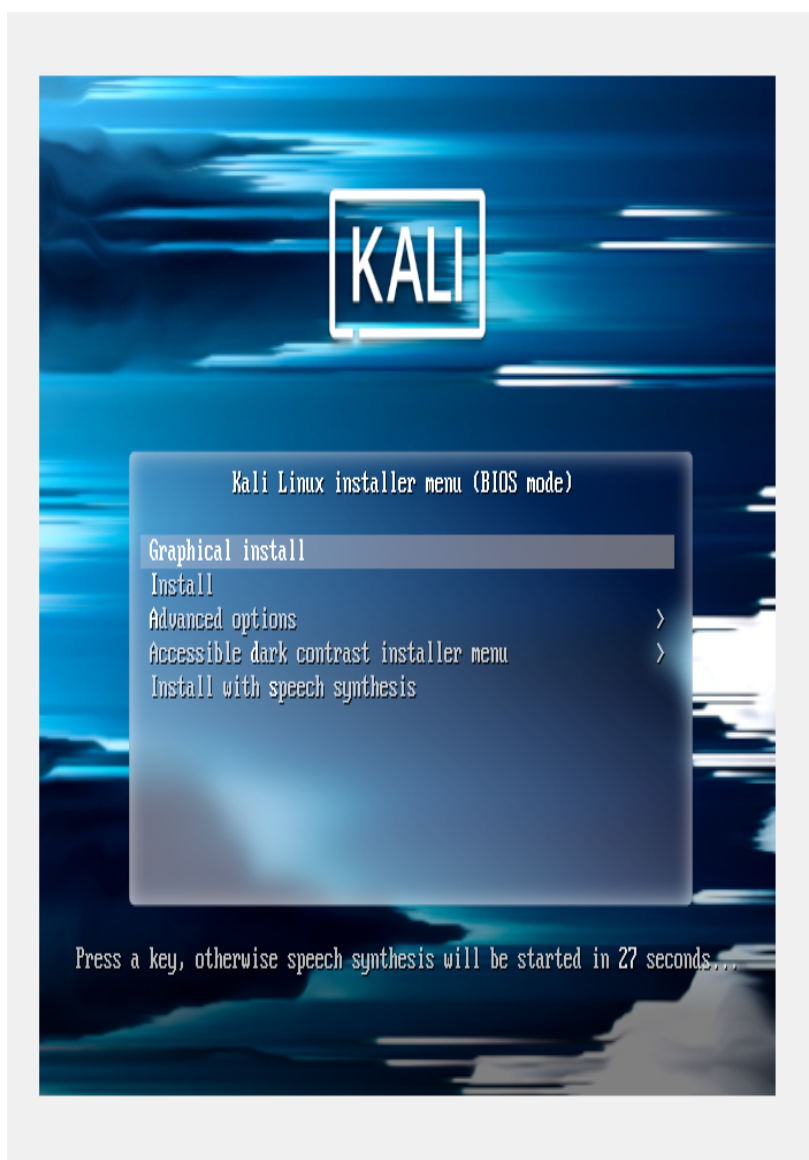 KALI
Kali Linux installer menu (BIOS mode)
Graphical install
Install
Advanced options >
Accessible dark contrast installer menu >
Install with speech synthesis
Press a key, otherwise speech synthesis will be started in 27 seconds...